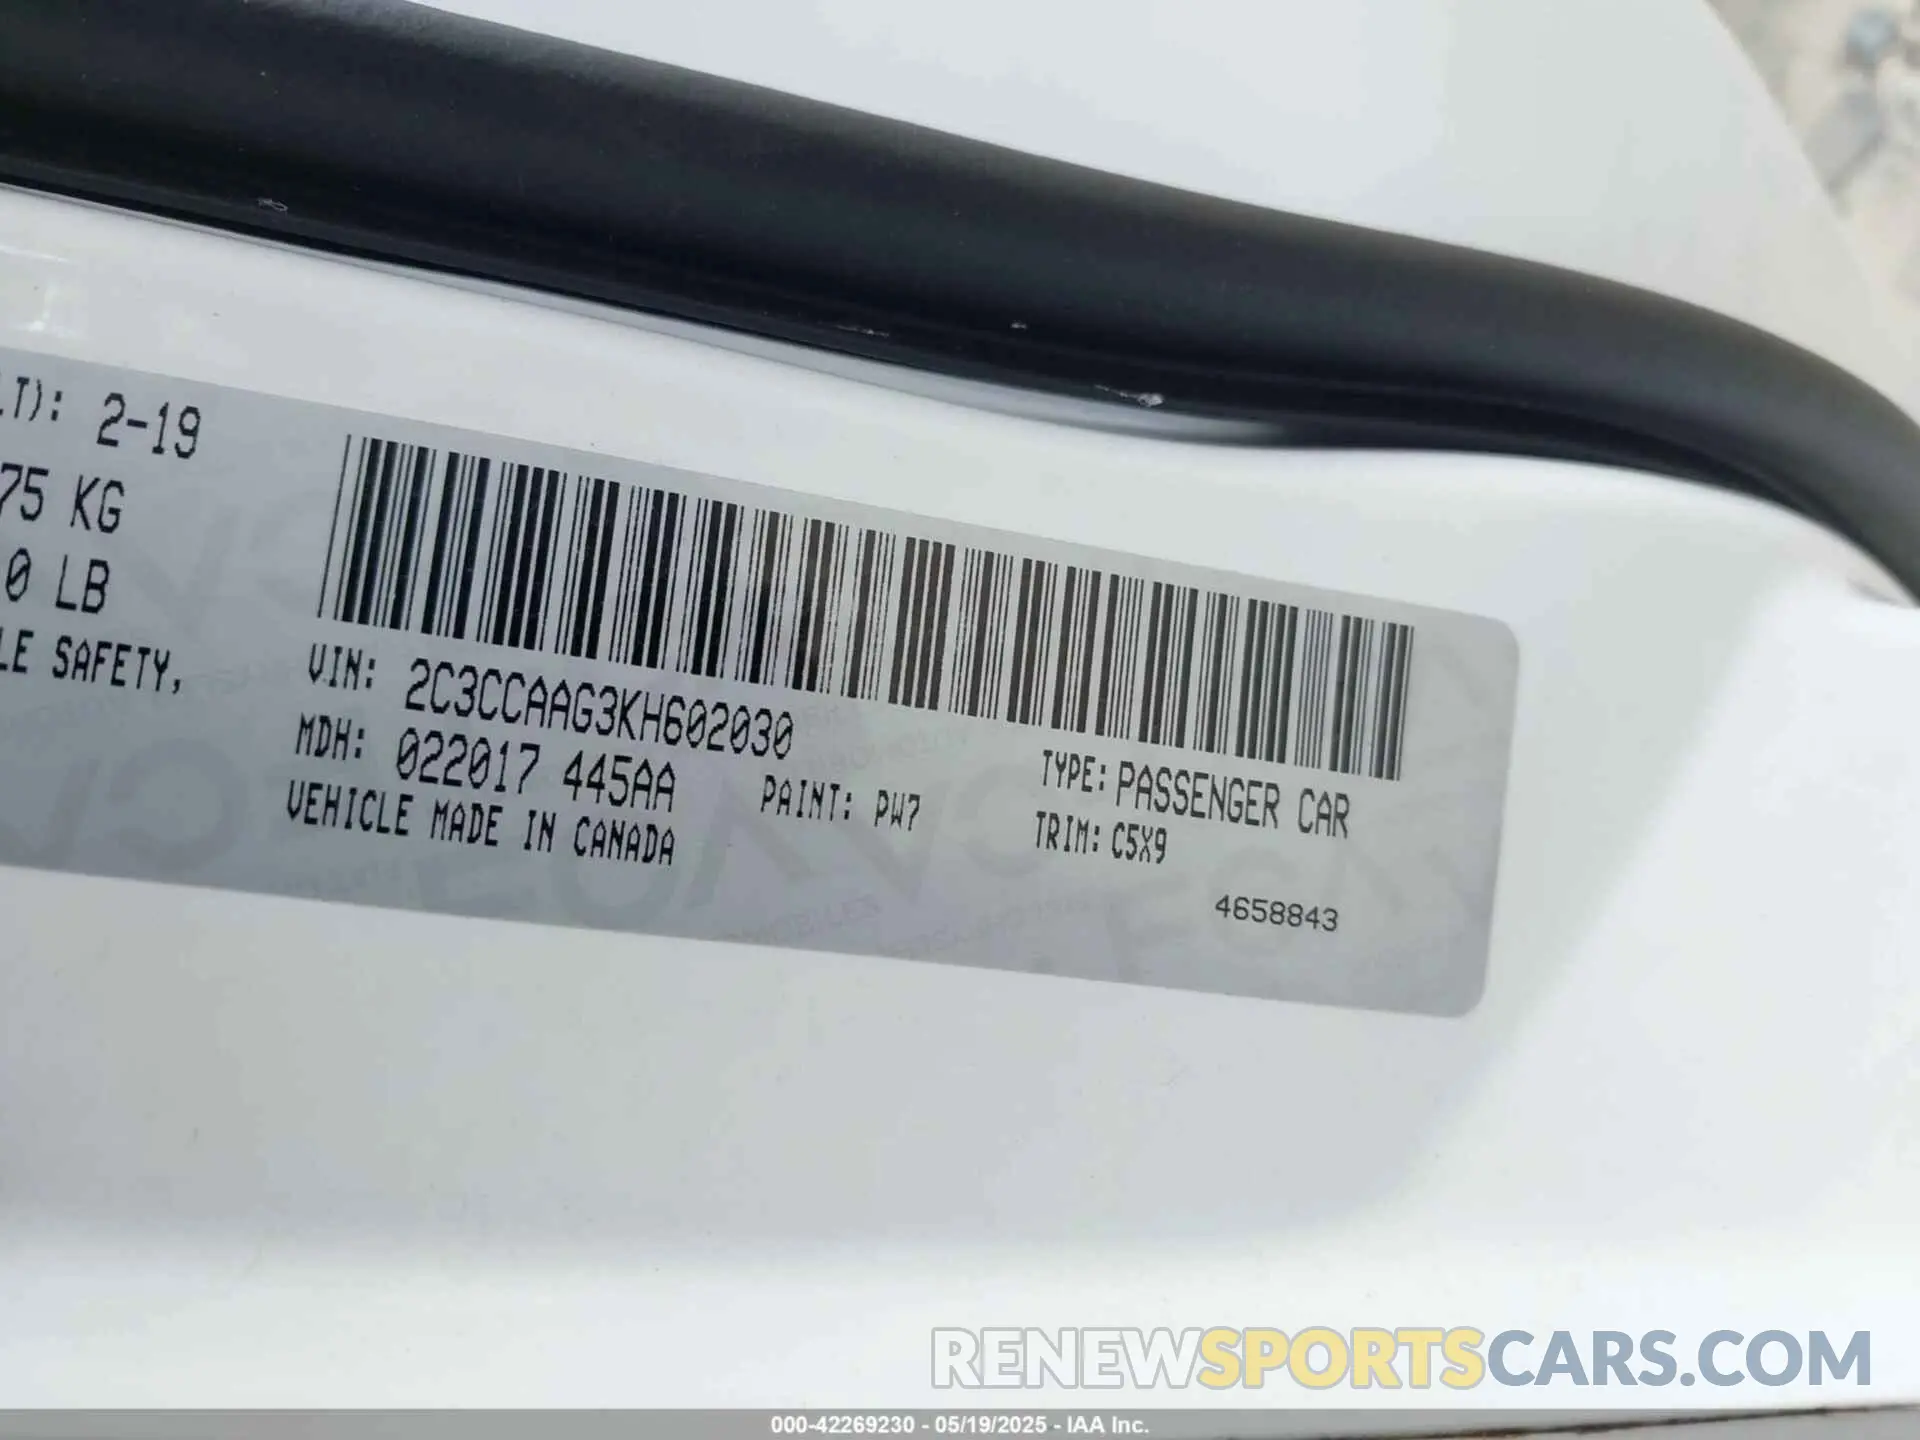 LT): 2-19
75 KG
0 LB
LE SAFETY,
VIN: 2C3CCAAG3KH602030
MDH: 022017 445AA
PAINT: PW7
VEHICLE MADE IN CANADA
TYPE: PASSENGER CAR
TRIM: C5X9
4658843
RENEWSPORTSCARS.COM
000-42269230 - 05/19/2025 - IAA Inc.